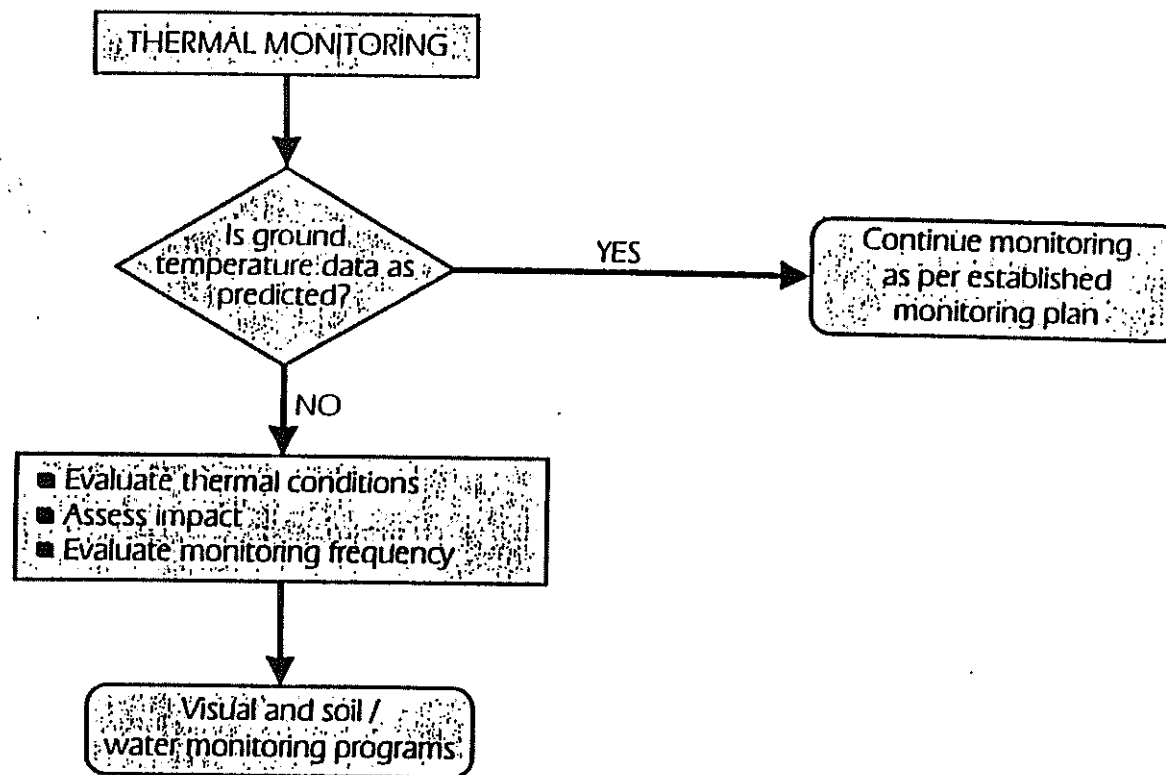 THERMAL MONITORING
Is ground
temperature data as
predicted?
YES
Continue monitoring
as per established
monitoring plan
NO
■ Evaluate thermal conditions
■ Assess impact
■ Evaluate monitoring frequency
Visual and soil /
water monitoring programs